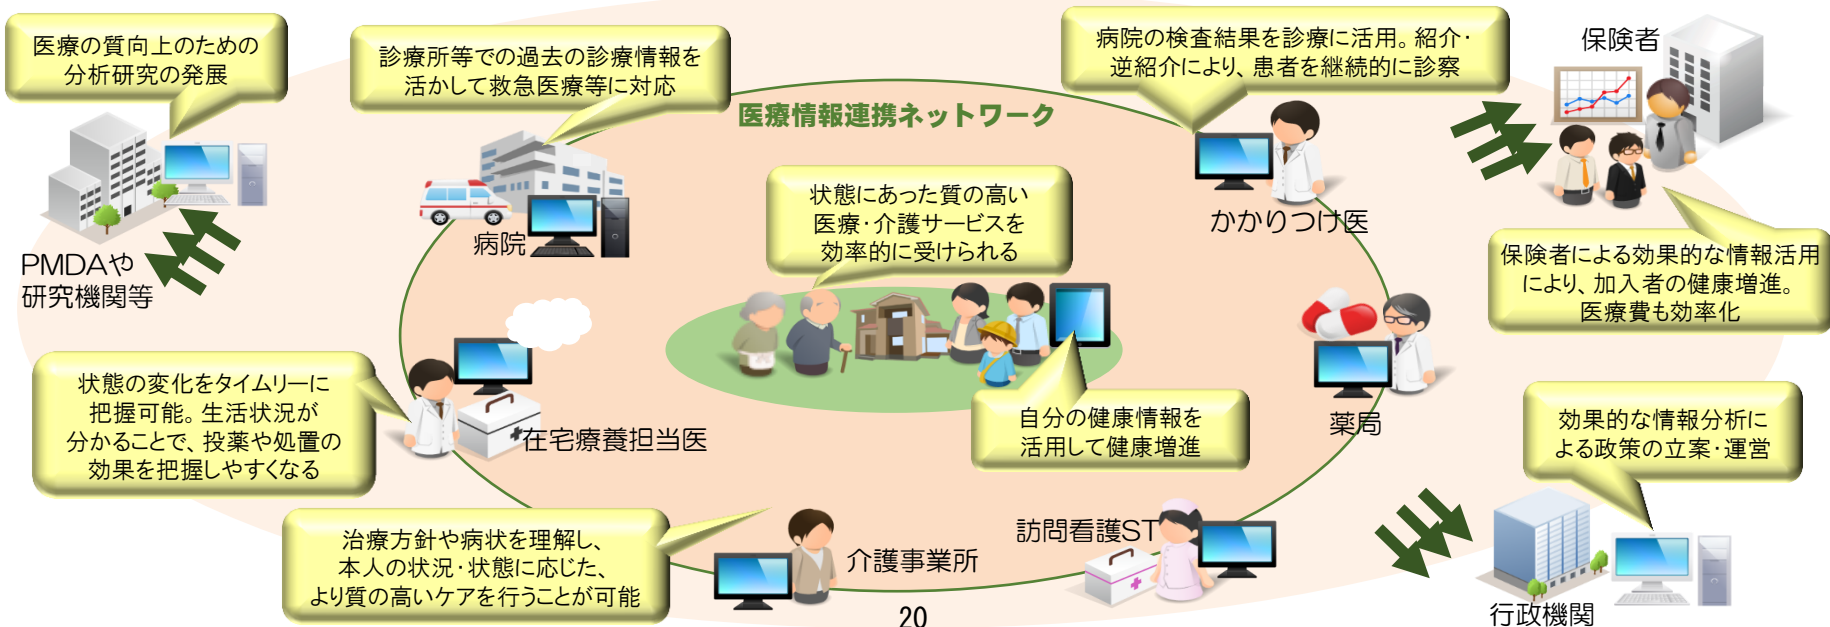 医療の質向上のための
分析研究の発展
PMDAや
研究機関等
診療所等での過去の診療情報を
活かして救急医療等に対応
病院
医療情報連携ネットワーク
病院の検査結果を診療に活用。紹介・
逆紹介により、患者を継続的に診察
かかりつけ医
保険者
保険者による効果的な情報活用
により、加入者の健康増進。
医療費も効率化
状態にあった質の高い
医療・介護サービスを
効率的に受けられる
自分の健康情報を
活用して健康増進
薬局
状態の変化をタイムリーに
把握可能。生活状況が
分かることで、投薬や処置の
効果を把握しやすくなる
在宅療養担当医
効果的な情報分析に
よる政策の立案・運営
行政機関
治療方針や病状を理解し、
本人の状況・状態に応じた、
より質の高いケアを行うことが可能
介護事業所
訪問看護ST
20